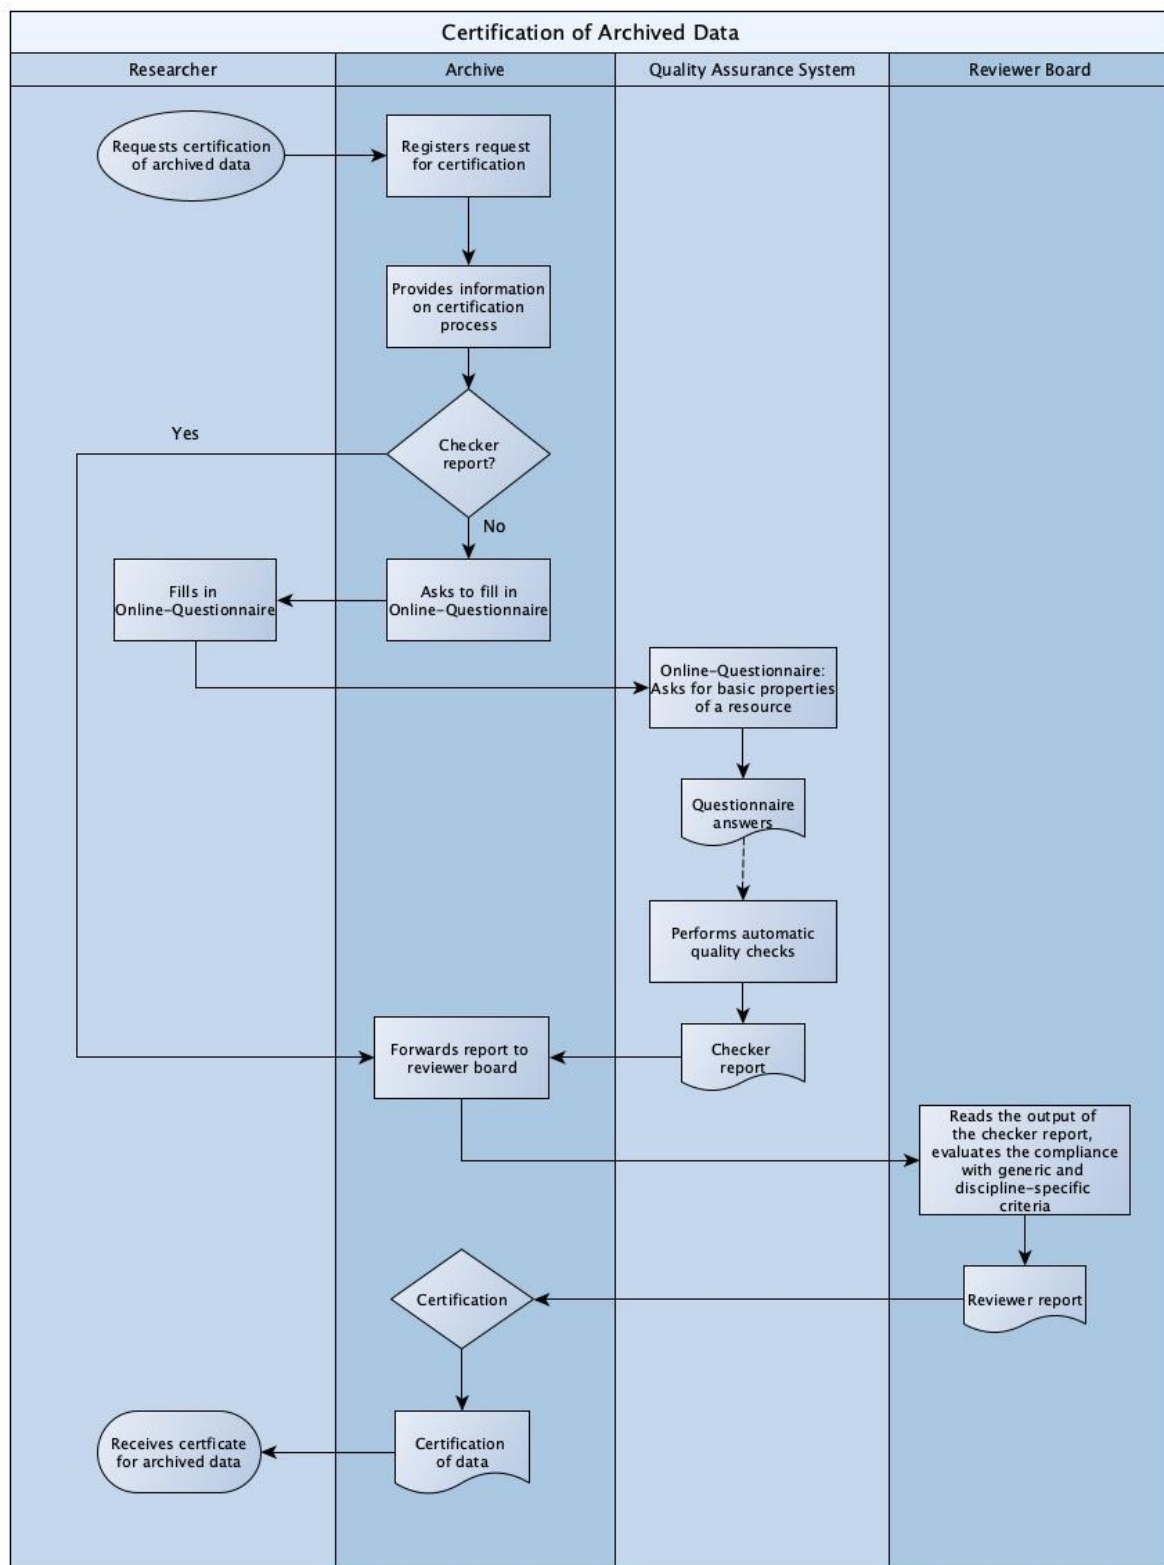 Certification of Archived Data
Researcher
Archive
Quality Assurance System
Reviewer Board
Requests certification
of archived data
Registers request
for certification
Provides information
on certification
process
Yes
Checker
report?
No
Fills in
Online-Questionnaire
Asks to fill in
Online-Questionnaire
Online-Questionnaire:
Asks for basic properties
of a resource
Questionnaire
answers
Performs automatic
quality checks
Forwards report to
reviewer board
Checker
report
Reads the output of
the checker report,
evaluates the compliance
with generic and
discipline-specific
criteria
Certification
Reviewer report
Receives certficate
for archived data
Certification
of data